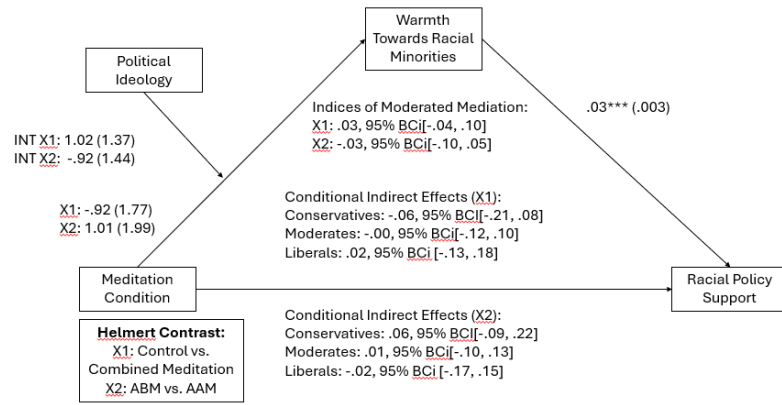 Warmth
Towards Racial
Minorities
Political
Ideology
Indices of Moderated Mediation:
X1: .03, 95% BCi[-.04, .10]
X2: -.03, 95% BCi[-.10, .05]
.03*** (.003)
INT X1: 1.02 (1.37)
INT X2: -.92 (1.44)
X1: -.92 (1.77)
X2: 1.01 (1.99)
Conditional Indirect Effects (X1):
Conservatives: -.06, 95% BCI[-.21, .08]
Moderates: -.00, 95% BCi[-.12, .10]
Liberals: .02, 95% BCi [-.13, .18]
Meditation
Condition
Racial Policy
Support
Helmert Contrast:
X1: Control vs.
Combined Meditation
X2: ABM vs. AAM
Conditional Indirect Effects (X2):
Conservatives: .06, 95% BCI[-.09, .22]
Moderates: .01, 95% BCi[-.10, .13]
Liberals: -.02, 95% BCi [-.17, .15]